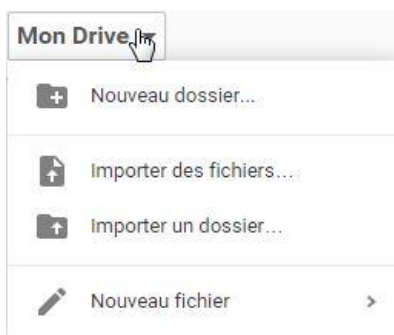 Mon Drive
Nouveau dossier...
Importer des fichiers...
Importer un dossier...
Nouveau fichier